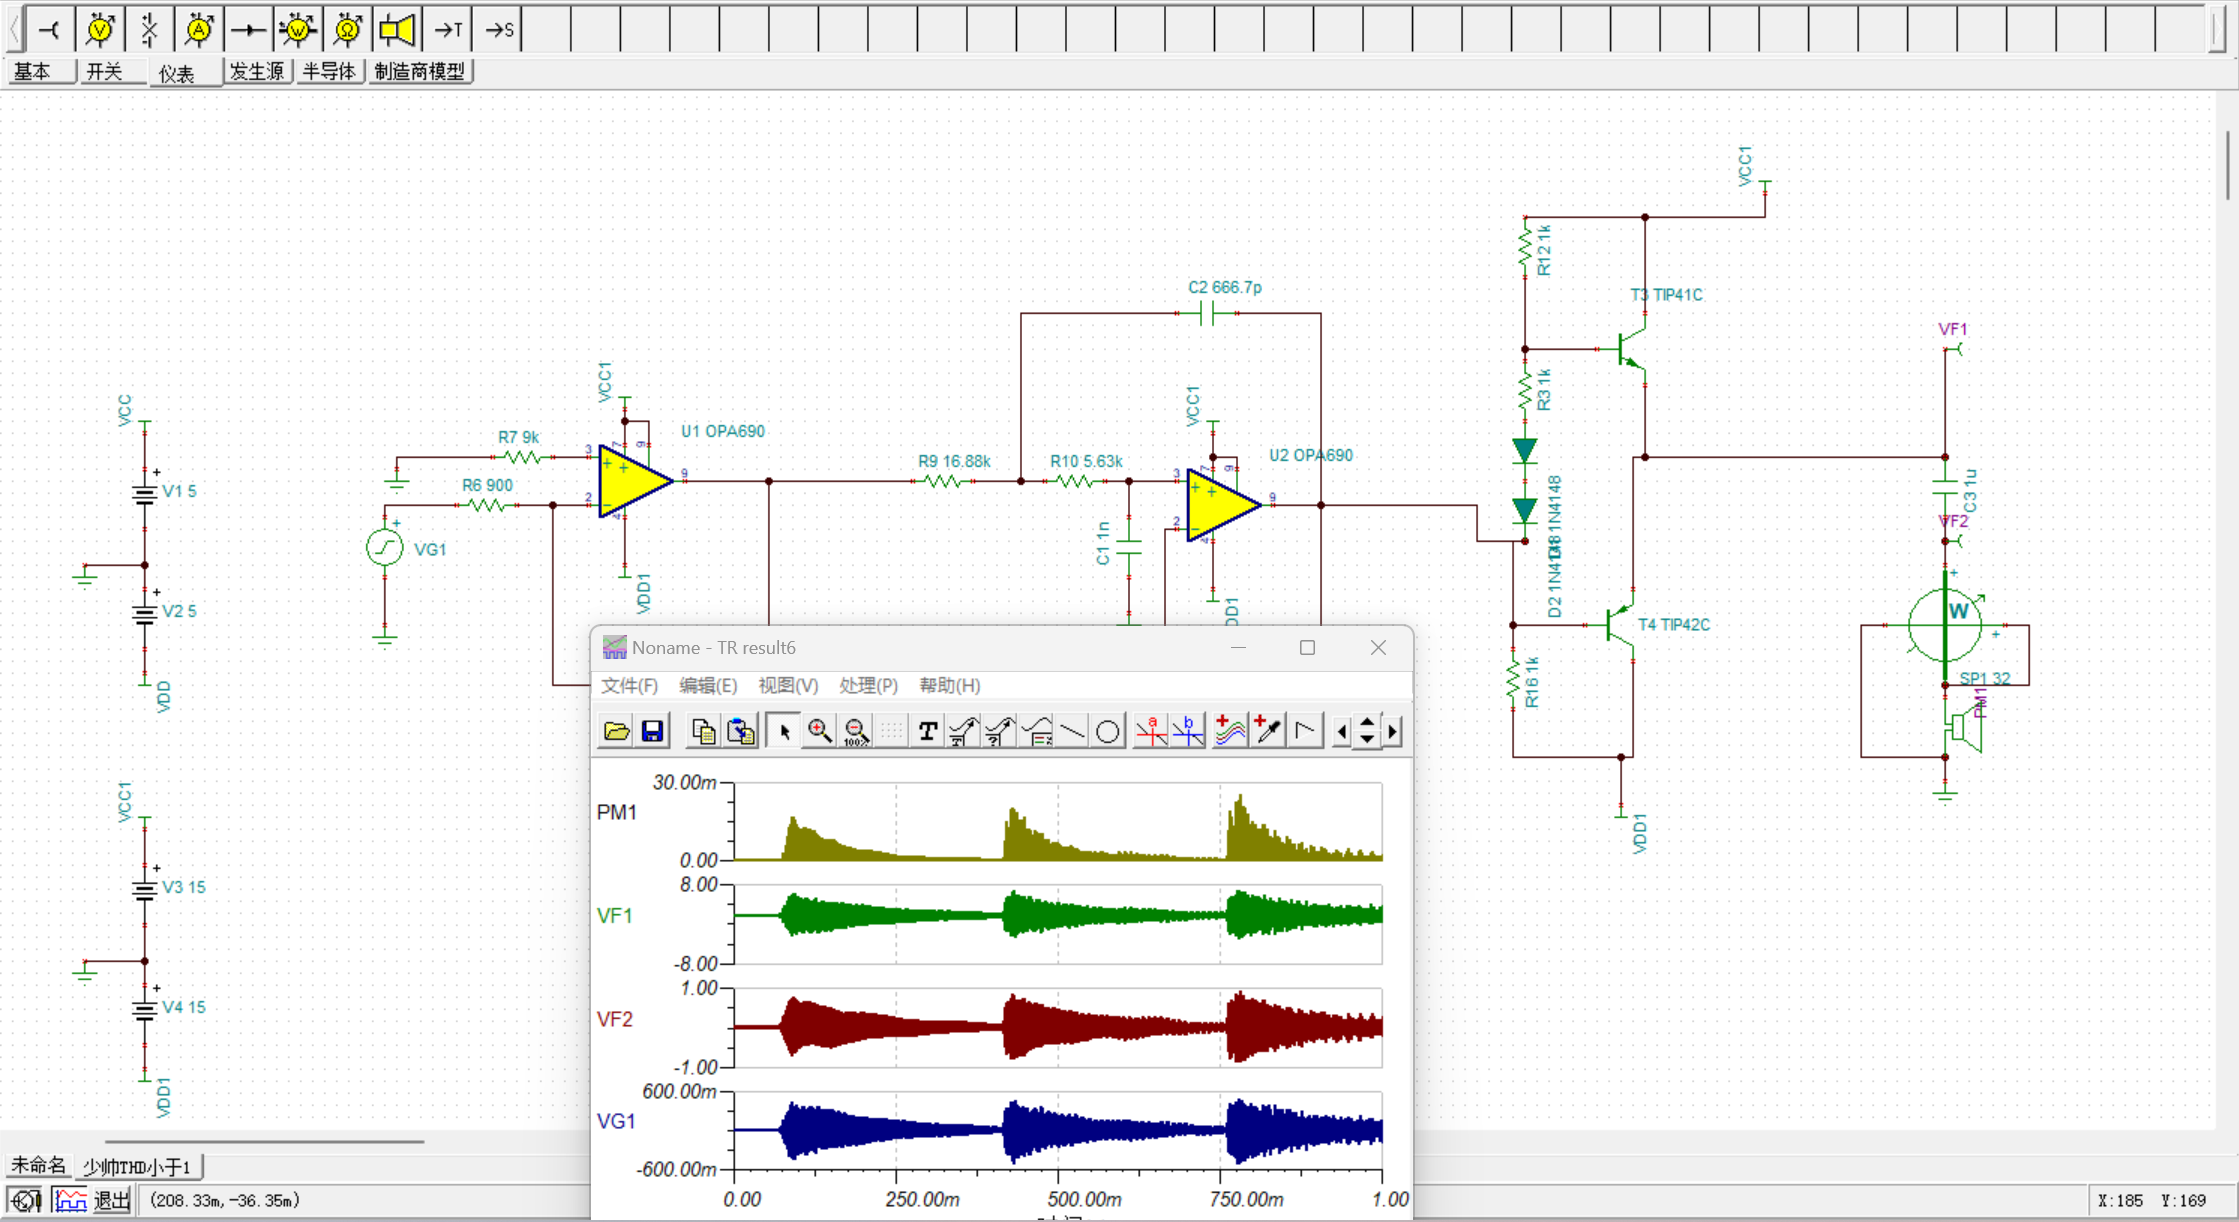 →T
→S
基本
开关
仪表
发生源
半导体
制造商模型
VCC1
R12 1k
T3 TIP41C
C2 666.7p
VF1
R3 1k
VCC1
VCC1
VCC
U1 OPA690
R7 9k
U2 OPA690
R9 16.88k
R10 5.63k
R6 900
V1 5
C3 1u
VF2
VG1
C1 1n
D2 1N4148
V2 5
VDD1
T4 TIP42C
W
R16 1k
SP1 32
PM1
VDD
VDD1
Noname - TR result6
文件(F)
编辑(E)
视图(V)
处理(P)
帮助(H)
VCC1
V3 15
V4 15
VDD1
30.00m
PM1
0.00
8.00
VF1
-8.00
1.00
VF2
-1.00
600.00m
VG1
-600.00m
0.00
250.00m
500.00m
750.00m
1.00
未命名
少帅THD小于1
退出
(208.33m,-36.35m)
X:185 Y:169